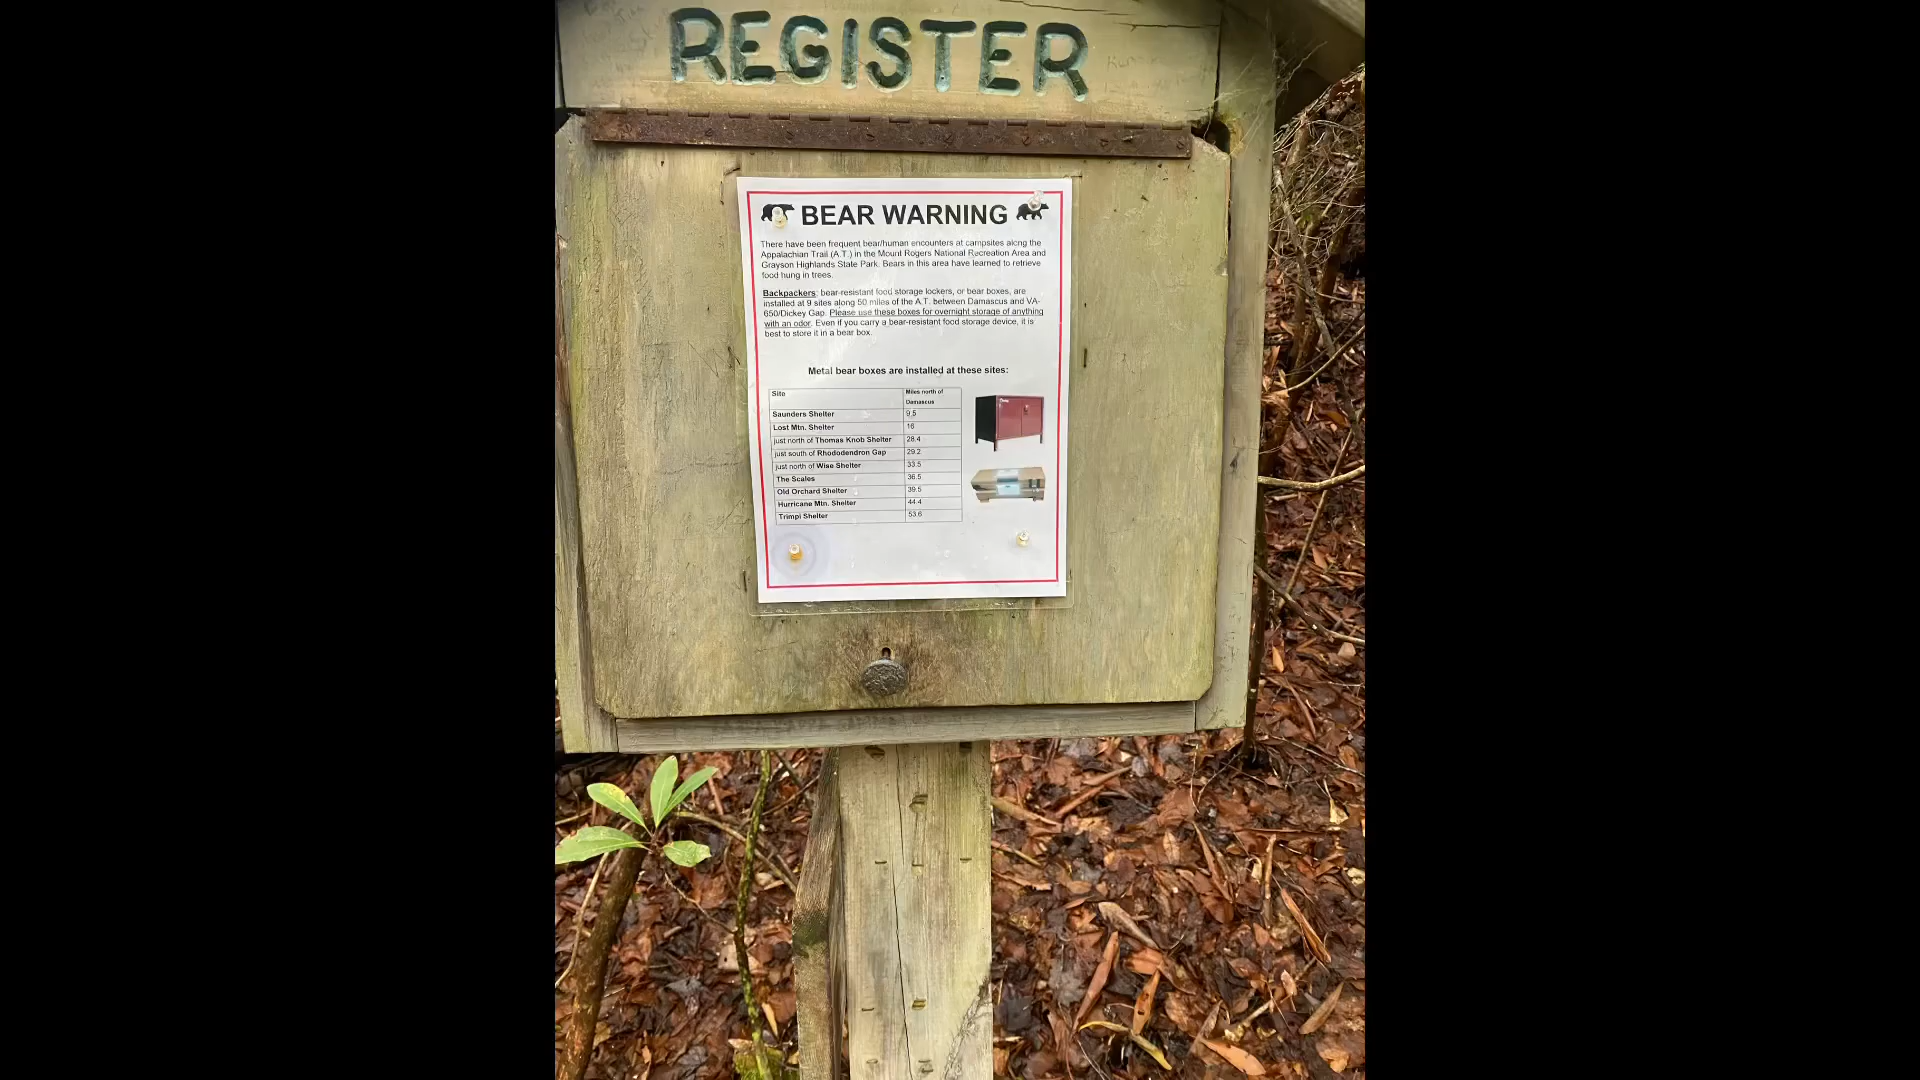 REGISTER
BEAR WARNING
There have been frequent bear/human encounters at campsites along the
Appalachian Trail (A.T.) in the Mount Rogers National Recreation Area and
Grayson Highlands State Park. Bears in this area have learned to retrieve
food hung in trees.
Backpackers: bear-resistant food storage lockers, or bear boxes, are
installed at 9 sites along 50 miles of the A.T. between Damascus and VA-
650/Dickey Gap. Please use these boxes for overnight storage of anything
with an odor. Even if you carry a bear-resistant food storage device, it is
best to store it in a bear box.
Metal bear boxes are installed at these sites:
Site Miles north of
Damascus
Saunders Shelter 9.5
Lost Mtn. Shelter 16
just north of Thomas Knob Shelter 28.4
just south of Rhododendron Gap 29.2
just north of Wise Shelter 33.5
The Scales 36.5
Old Orchard Shelter 39.5
Hurricane Mtn. Shelter 44.4
Trimpi Shelter 53.6